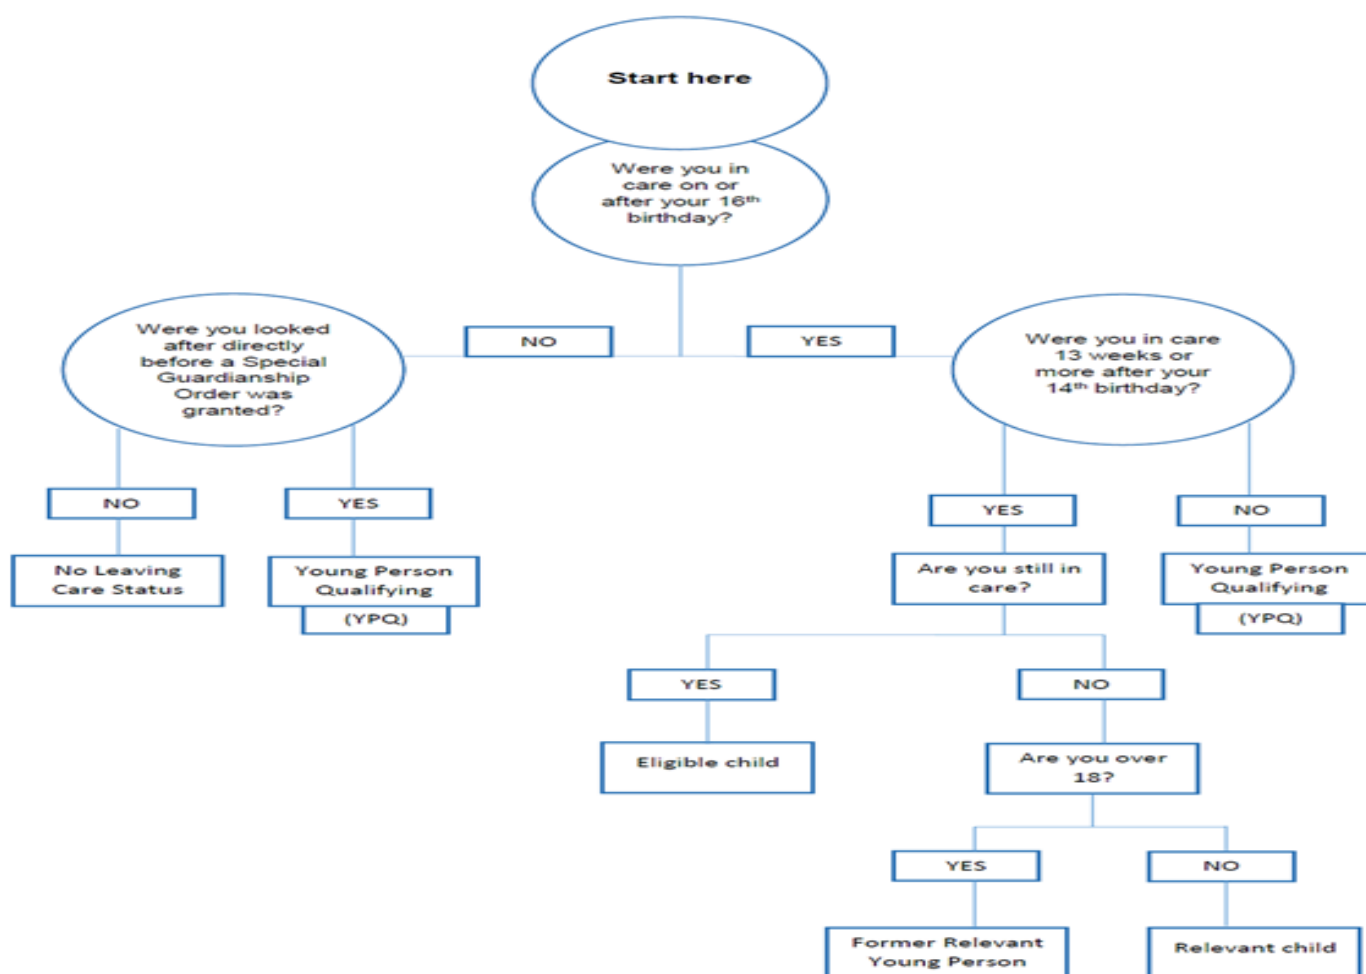 Start here
Were you in
care on or
after your 16th
birthday?
NO
YES
Were you looked
after directly
before a Special
Guardianship
Order was
granted?
Were you in care
13 weeks or
more after your
14th birthday?
NO
YES
YES
NO
No Leaving
Care Status
Young Person
Qualifying
(YPQ)
Are you still in
care?
Young Person
Qualifying
(YPQ)
YES
NO
Eligible child
Are you over
18?
YES
NO
Former Relevant
Young Person
Relevant child